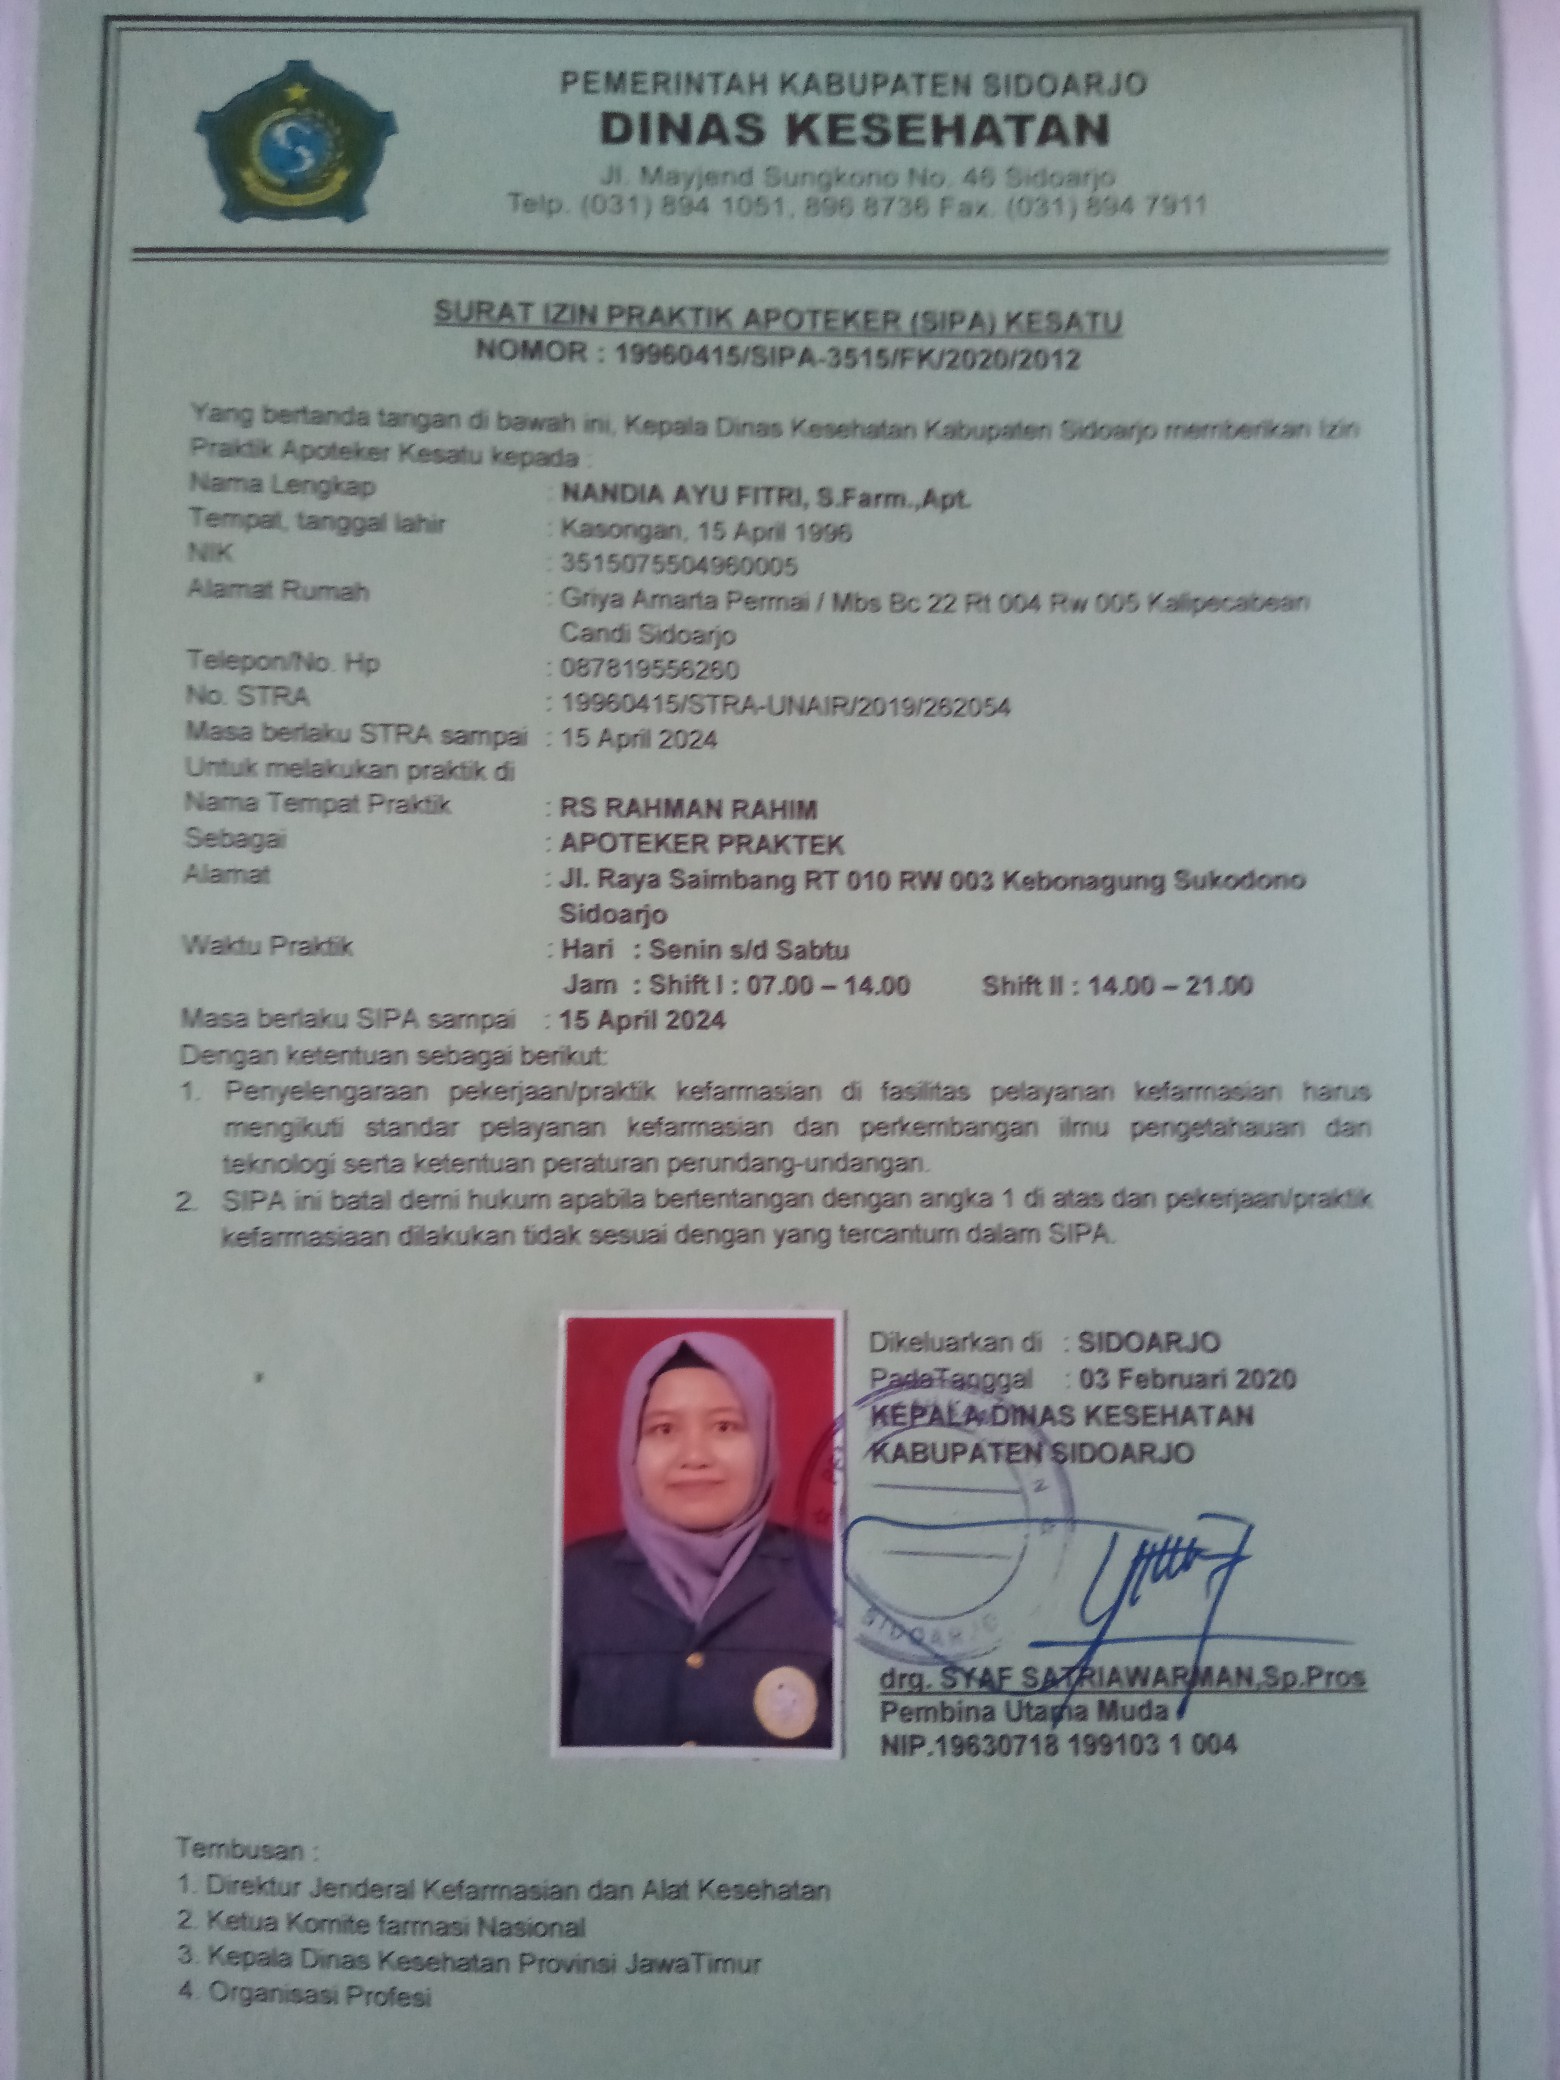 PEMERINTAH KABUPATEN SIDOARJO
DINAS KESEHATAN
Jl. Mayjend Sungkono No. 46 Sidoarjo
Telp. (031) 894 1051, 896 8736 Fax. (031) 894 7911
SURAT IZIN PRAKTIK APOTEKER (SIPA) KESATU
NOMOR : 19960415/SIPA-3515/FK/2020/2012
Yang bertanda tangan di bawah ini, Kepala Dinas Kesehatan Kabupaten Sidoarjo memberikan Izin
Praktik Apoteker Kesatu kepada :
Nama Lengkap : NANDIA AYU FITRI, S.Farm.,Apt.
Tempat, tanggal lahir : Kasongan, 15 April 1996
NIK : 3515075504960005
Alamat Rumah : Griya Amarta Permai / Mbs Bc 22 Rt 004 Rw 005 Kalipecabean
Candi Sidoarjo
Telepon/No. Hp : 087819556260
No. STRA : 19960415/STRA-UNAIR/2019/262054
Masa berlaku STRA sampai : 15 April 2024
Untuk melakukan praktik di
Nama Tempat Praktik : RS RAHMAN RAHIM
Sebagai : APOTEKER PRAKTEK
Alamat : Jl. Raya Saimbang RT 010 RW 003 Kebonagung Sukodono
Sidoarjo
Waktu Praktik : Hari : Senin s/d Sabtu
Jam : Shift I : 07.00 – 14.00 Shift II : 14.00 – 21.00
Masa berlaku SIPA sampai : 15 April 2024
Dengan ketentuan sebagai berikut:
1. Penyelengaraan pekerjaan/praktik kefarmasian di fasilitas pelayanan kefarmasian harus
mengikuti standar pelayanan kefarmasian dan perkembangan ilmu pengetahauan dan
teknologi serta ketentuan peraturan perundang-undangan.
2. SIPA ini batal demi hukum apabila bertentangan dengan angka 1 di atas dan pekerjaan/praktik
kefarmasiaan dilakukan tidak sesuai dengan yang tercantum dalam SIPA.
Dikeluarkan di : SIDOARJO
PadaTanggal : 03 Februari 2020
KEPALA DINAS KESEHATAN
KABUPATEN SIDOARJO
SIDOARJO
drg. SYAF SATRIAWARMAN,Sp.Pros
Pembina Utama Muda
NIP.19630718 199103 1 004
Tembusan :
1. Direktur Jenderal Kefarmasian dan Alat Kesehatan
2. Ketua Komite farmasi Nasional
3. Kepala Dinas Kesehatan Provinsi JawaTimur
4. Organisasi Profesi